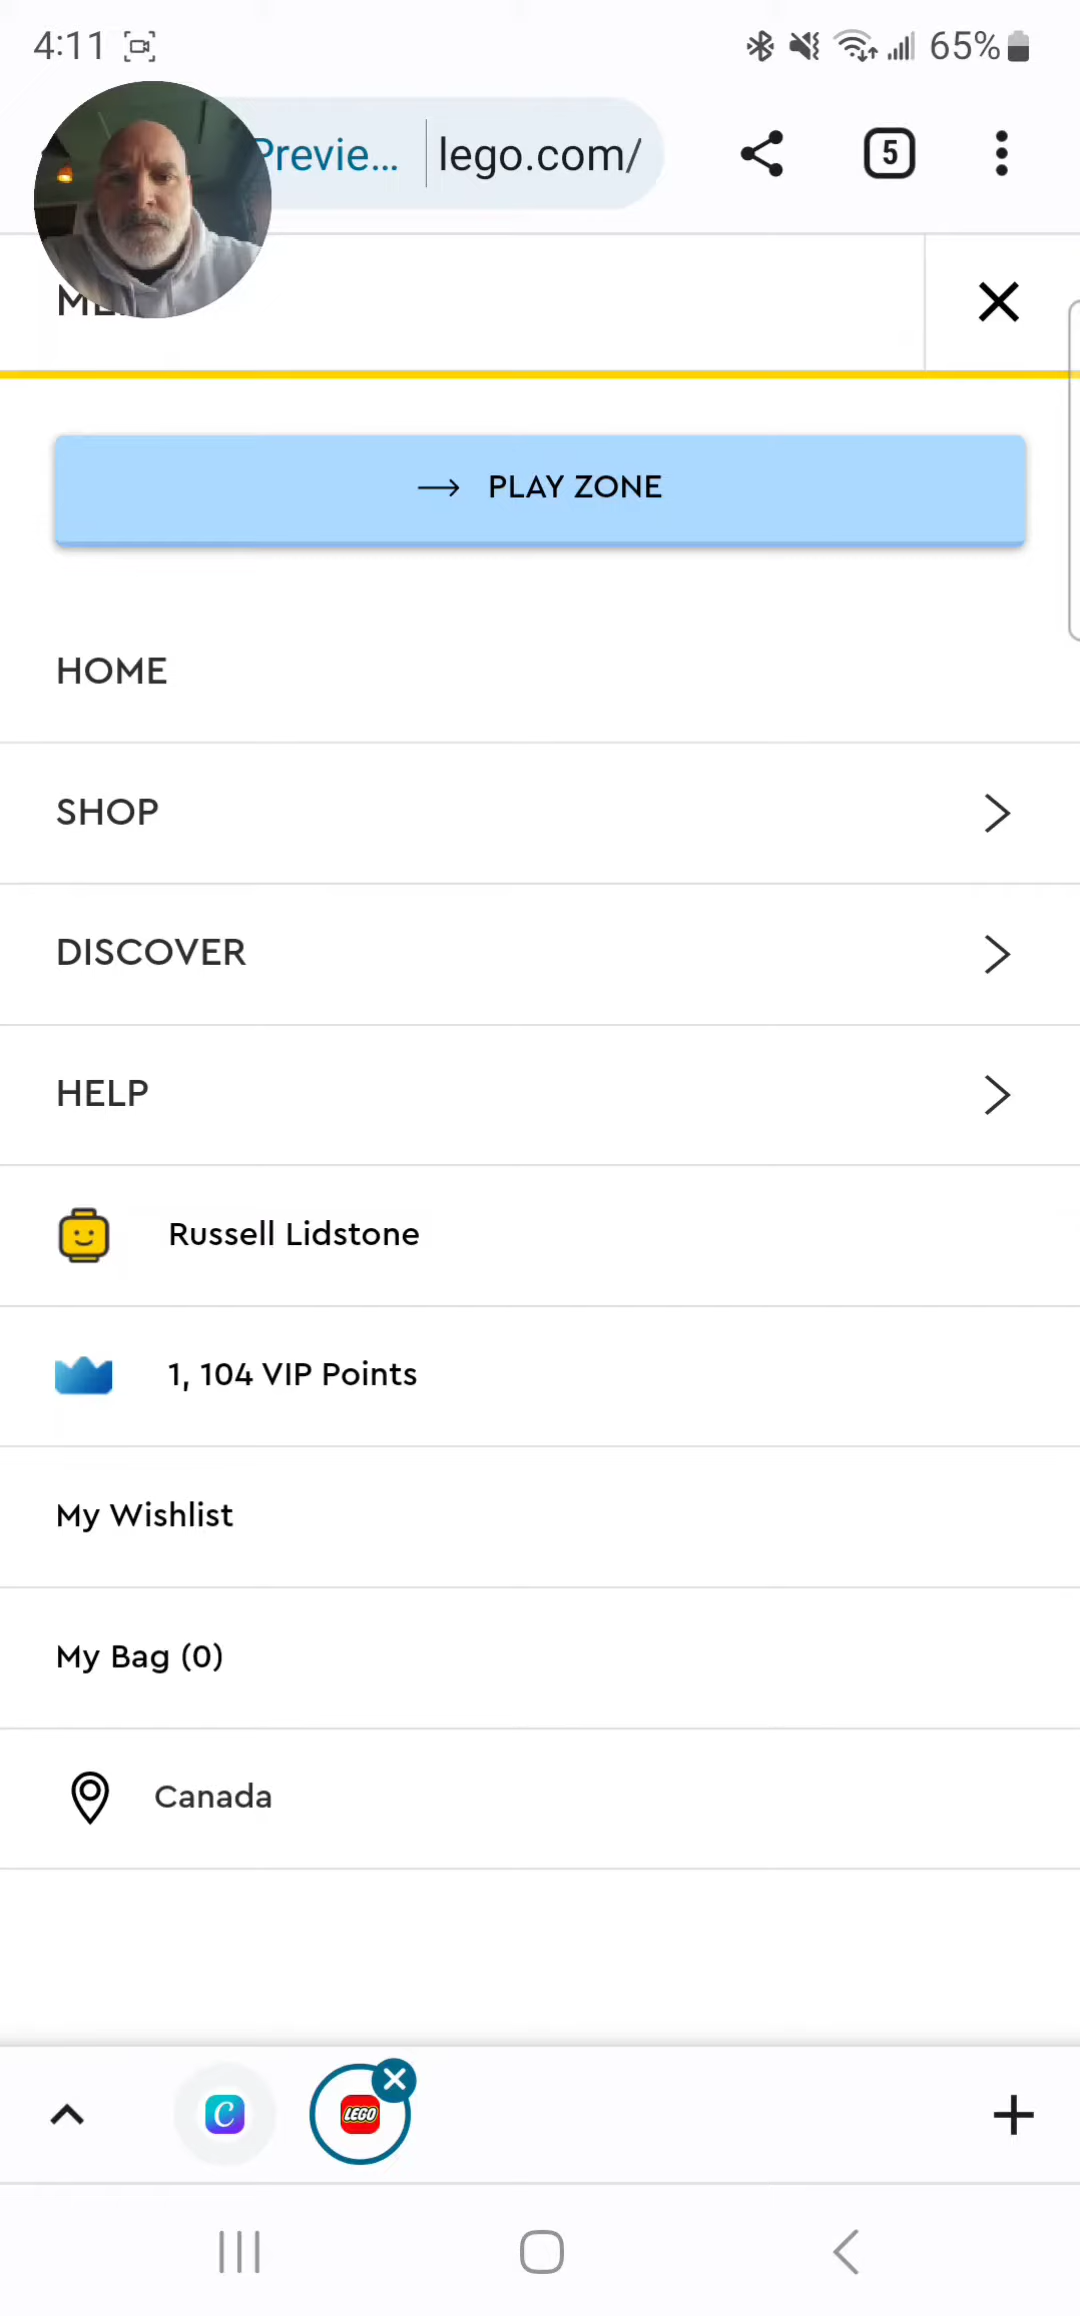 4:11 65%
Previe... lego.com/ 5
→ PLAY ZONE
HOME
SHOP
DISCOVER
HELP
Russell Lidstone
1, 104 VIP Points
My Wishlist
My Bag (0)
Canada
C LEGO